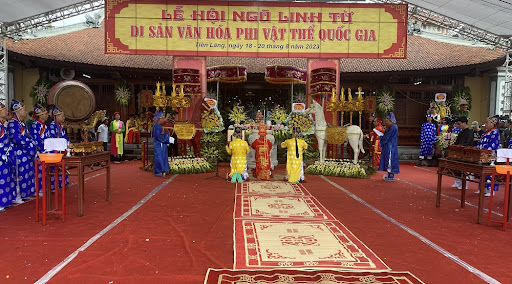 LỄ HỘI NGŨ LINH TỪ
DI SẢN VĂN HÓA PHI VẬT THỂ QUỐC GIA
Tiên Lãng, ngày 18 - 20 tháng 9 năm 2023